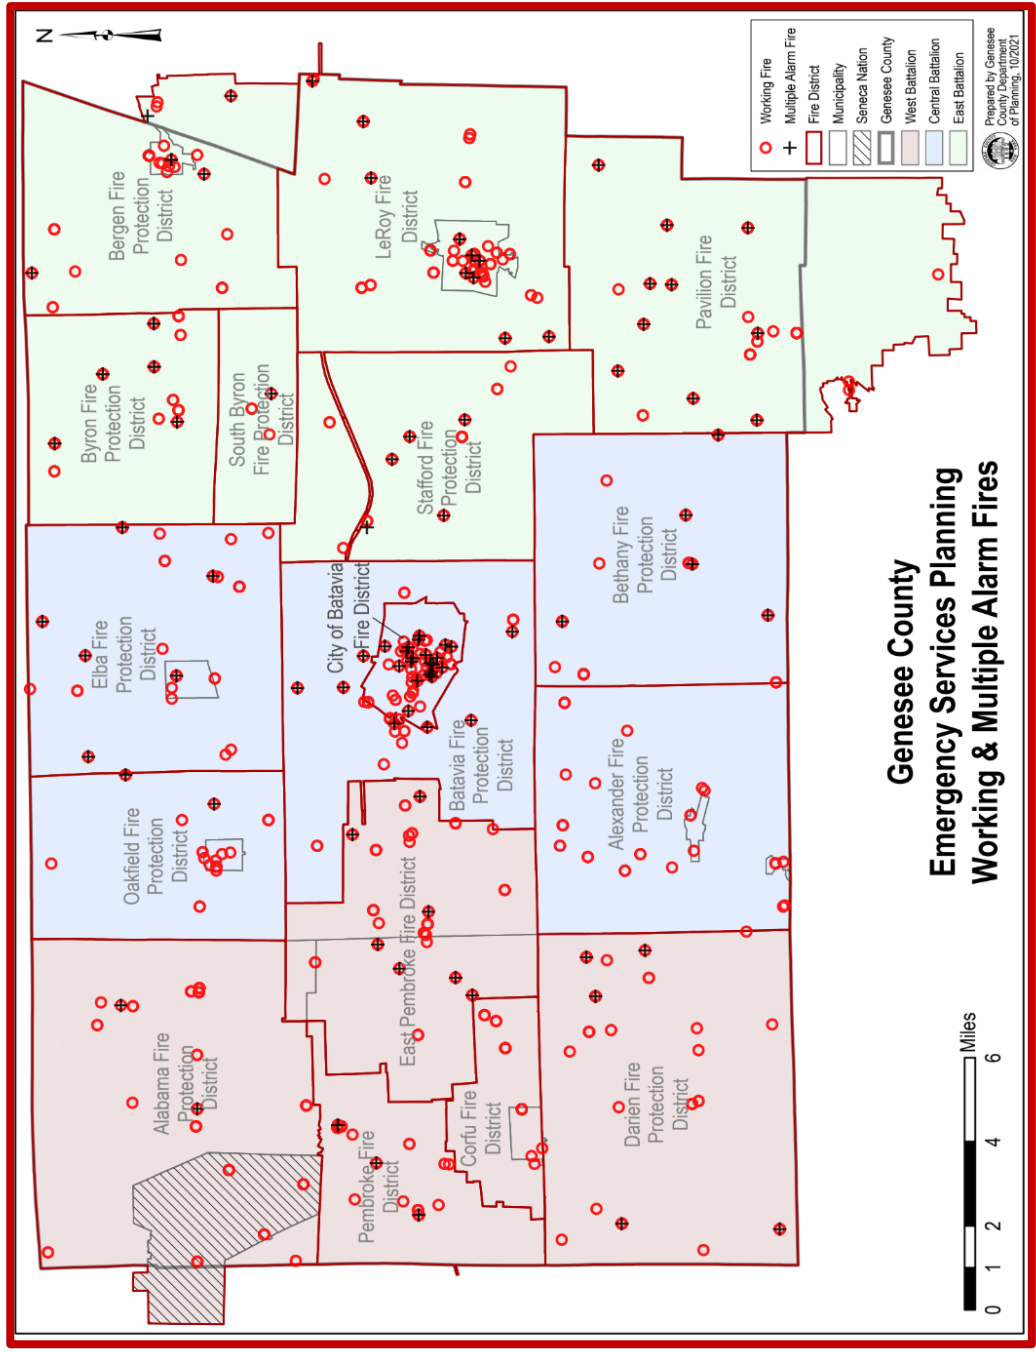 Genesee County
Emergency Services Planning
Working & Multiple Alarm Fires
N
Alabama Fire
Protection
District
Oakfield Fire
Protection
District
Elba Fire
Protection
District
Byron Fire
Protection
District
South Byron
Fire Protection
District
Bergen Fire
Protection
District
Pembroke Fire
District
East Pembroke Fire District
Corfu Fire
District
Batavia Fire
Protection
District
City of Batavia
Fire District
Stafford Fire
Protection
District
LeRoy Fire
District
Darien Fire
Protection
District
Alexander Fire
Protection
District
Bethany Fire
Protection
District
Pavilion Fire
District
0 1 2 4 6
Miles
Working Fire
Multiple Alarm Fire
Fire District
Municipality
Seneca Nation
Genesee County
West Battalion
Central Battalion
East Battalion
Prepared by Genesee
County Department
of Planning, 10/2021